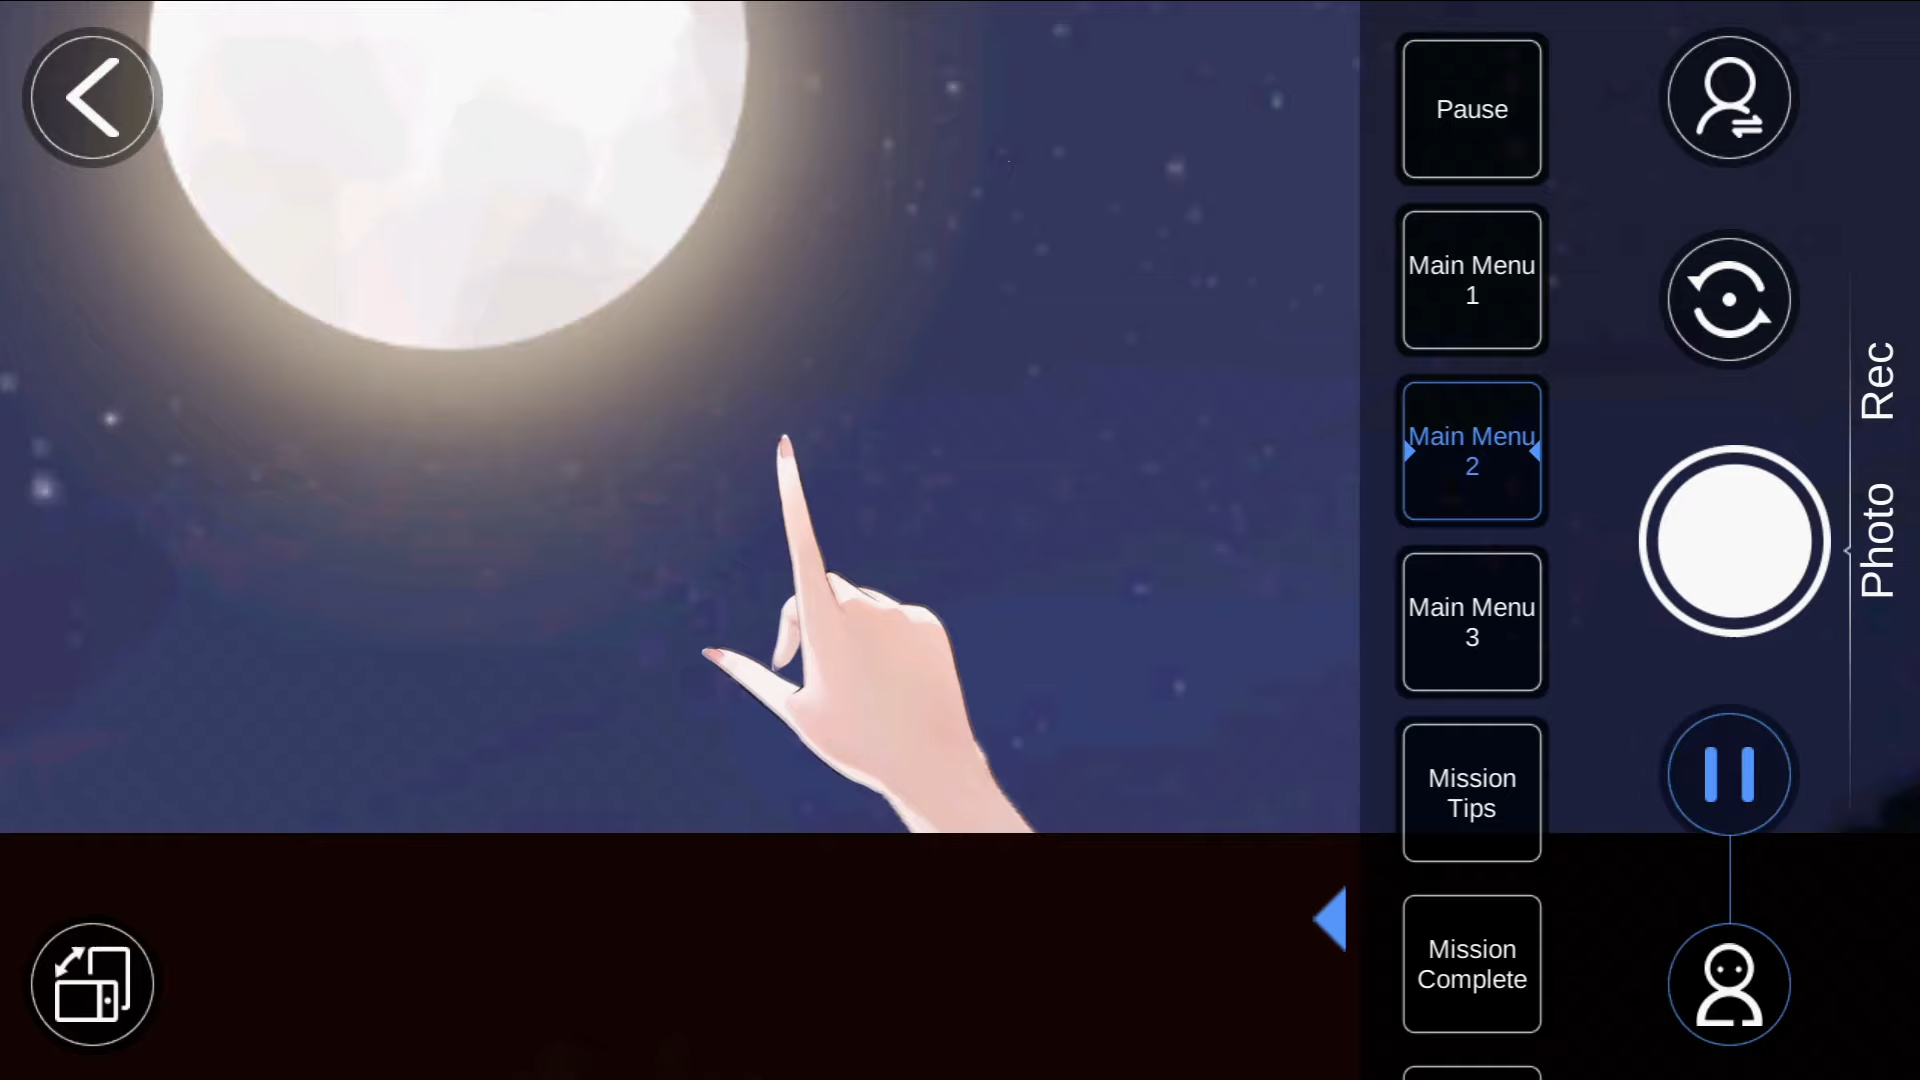 Pause
Main Menu
1
Main Menu
2
Main Menu
3
Mission
Tips
Mission
Complete
Rec
Photo